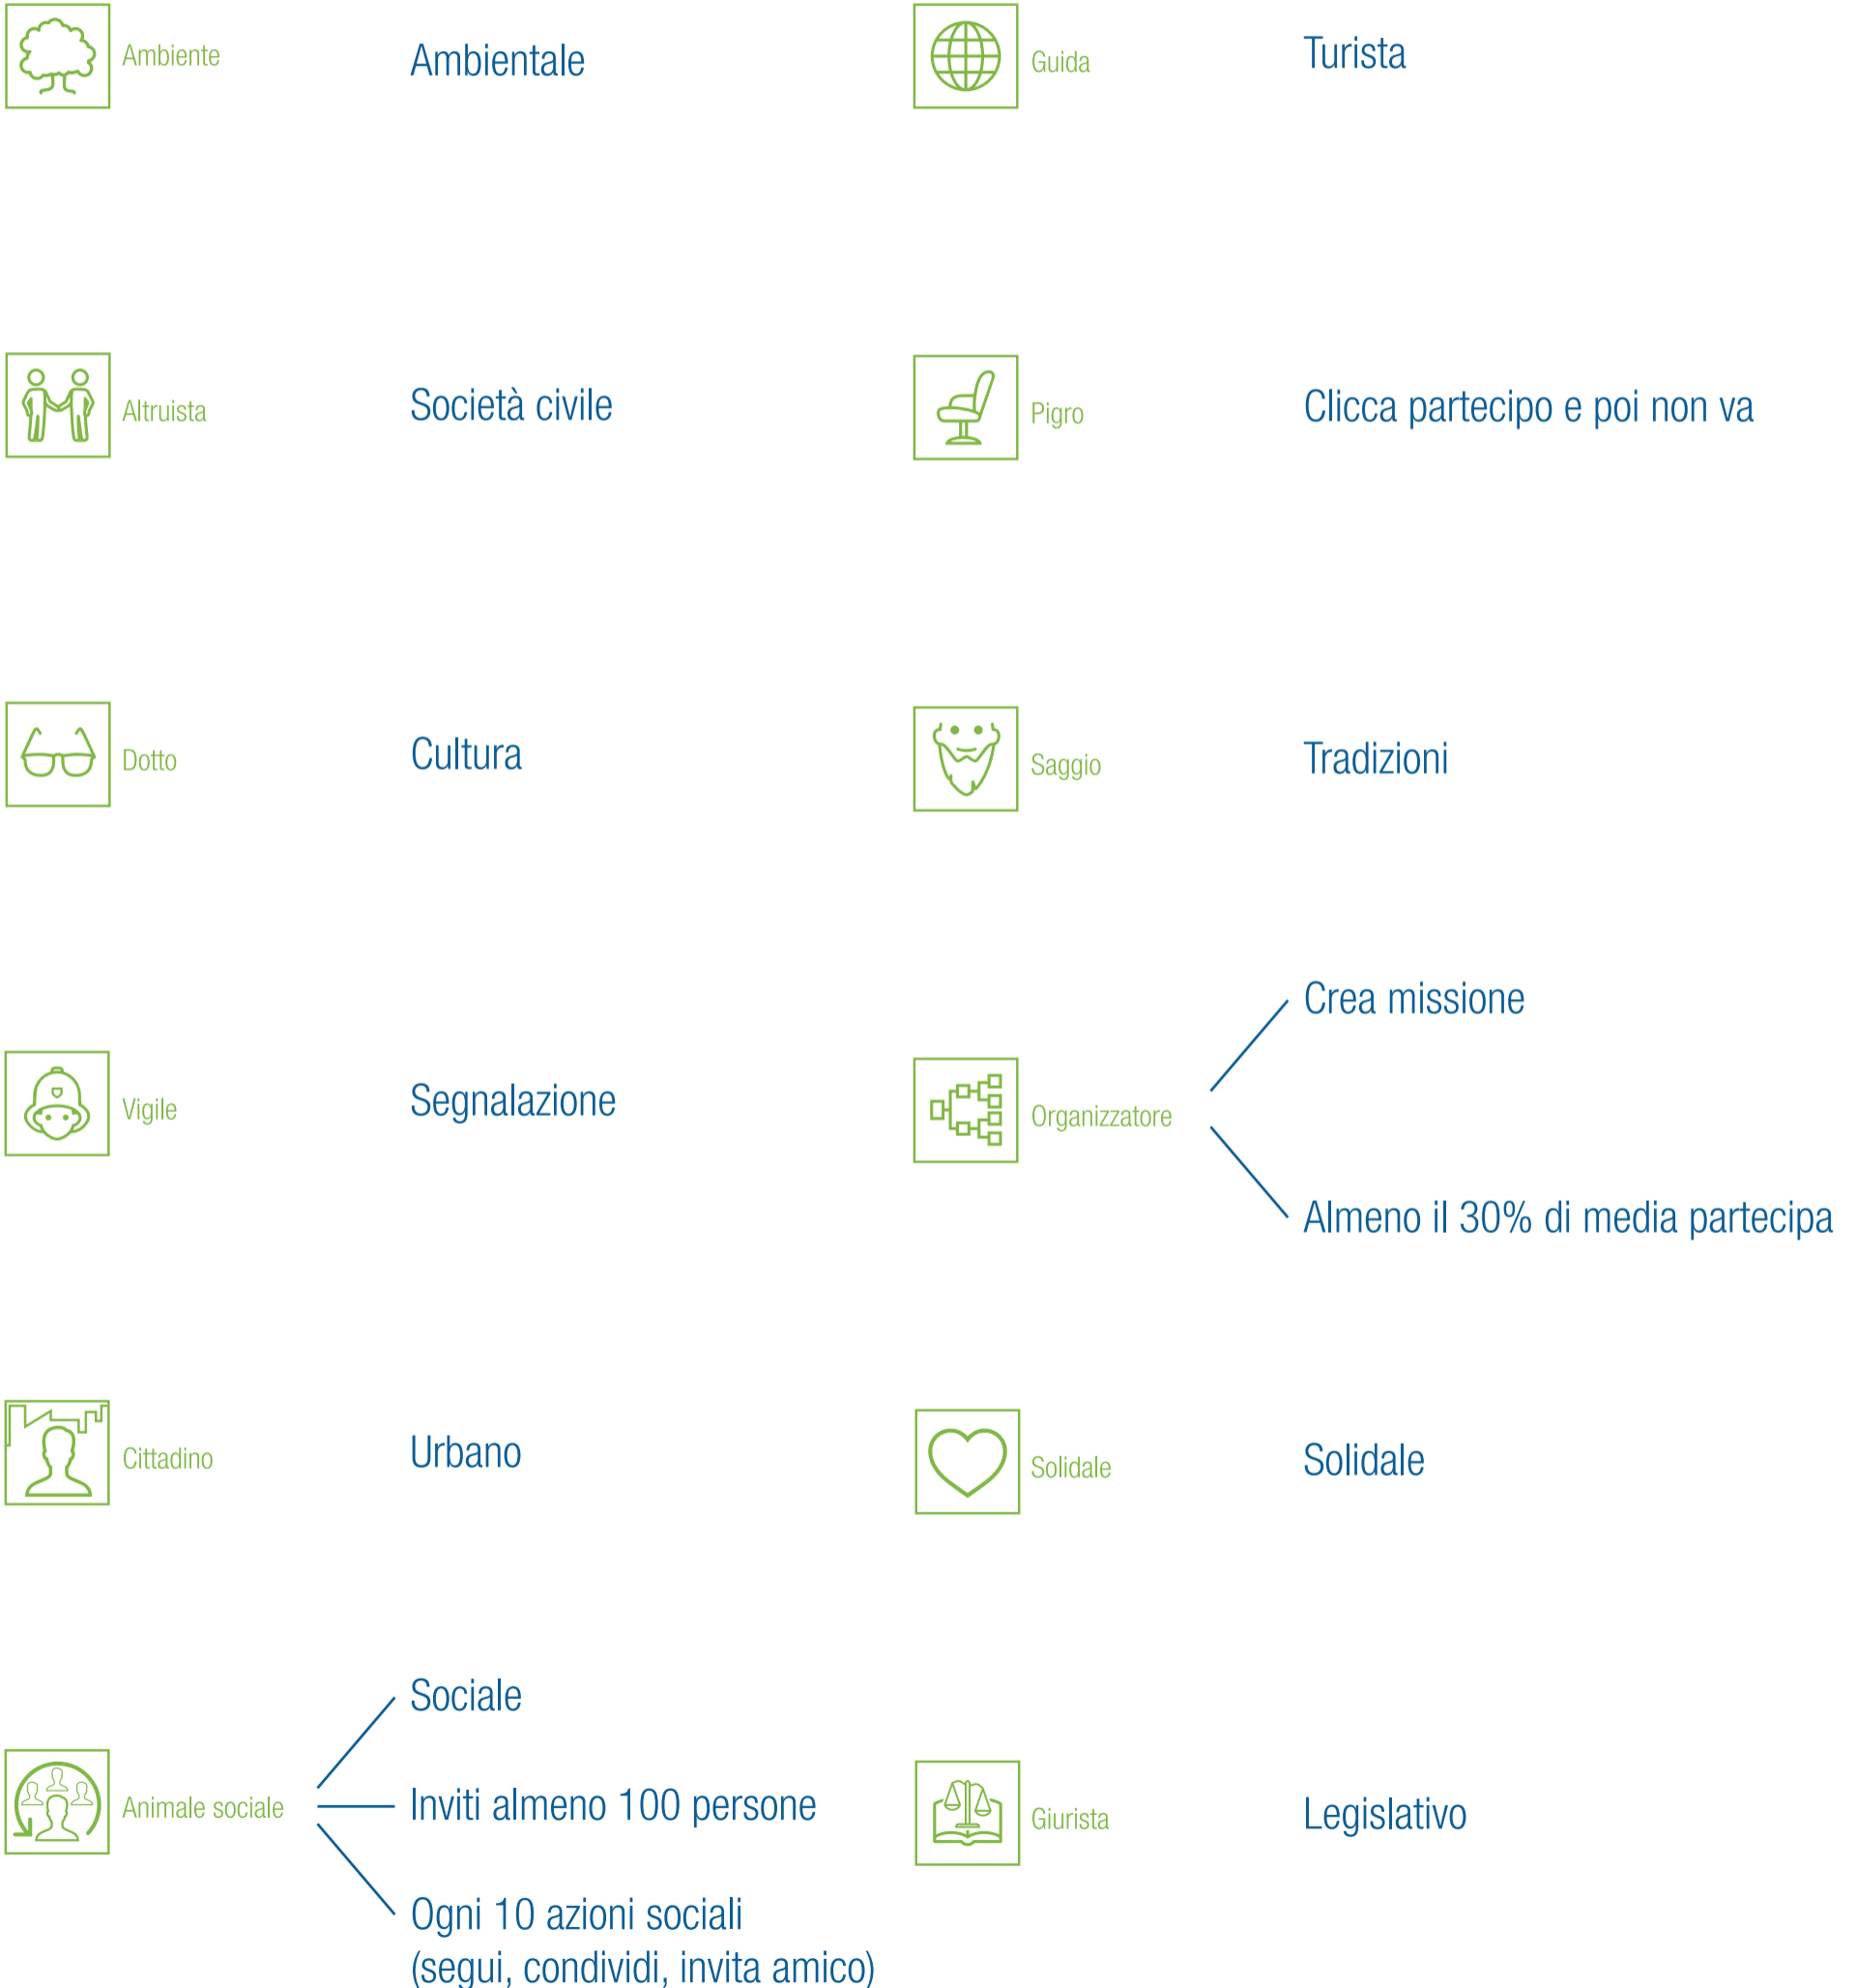 Ambiente
Ambientale
Guida
Turista
Altruista
Società civile
Pigro
Clicca partecipo e poi non va
Dotto
Cultura
Saggio
Tradizioni
Vigile
Segnalazione
Organizzatore
Crea missione
Almeno il 30% di media partecipa
Cittadino
Urbano
Solidale
Solidale
Animale sociale
Sociale
Inviti almeno 100 persone
Ogni 10 azioni sociali
(segui, condividi, invita amico)
Giurista
Legislativo